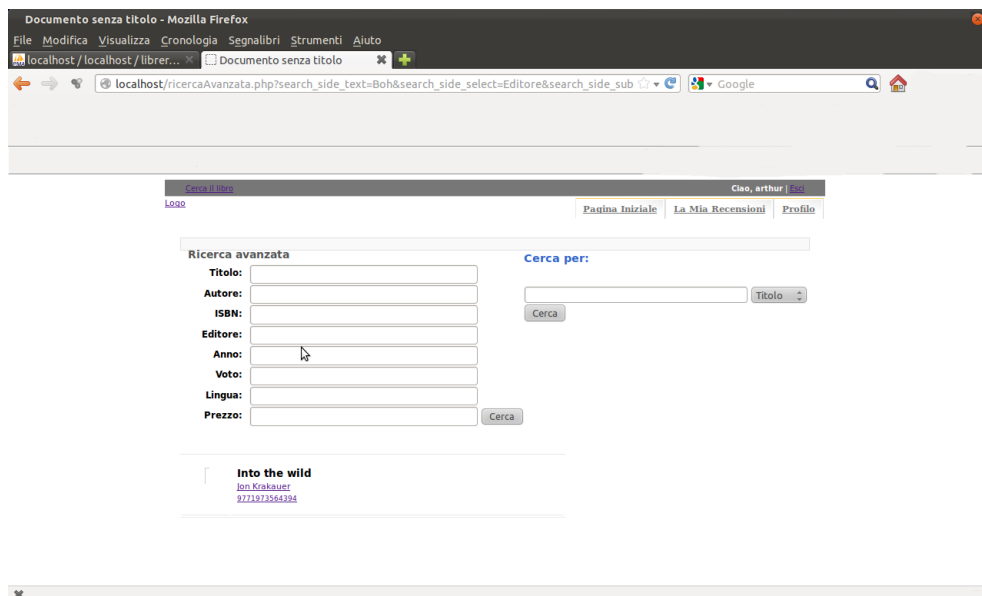 Documento senza titolo - Mozilla Firefox
File Modifica Visualizza Cronologia Segnalibri Strumenti Aiuto
localhost / localhost / librer... Documento senza titolo
localhost/ricercaAvanzata.php?search_side_text=Boh&search_side_select=Editore&search_side_sub Google
Cerca il libro Ciao, arthur | Esci
Logo
Pagina Iniziale La Mia Recensioni Profilo
Ricerca avanzata
Cerca per:
Titolo:
Autore:
Titolo
ISBN:
Cerca
Editore:
Anno:
Voto:
Lingua:
Prezzo: Cerca
Into the wild
Jon Krakauer
9771973564394